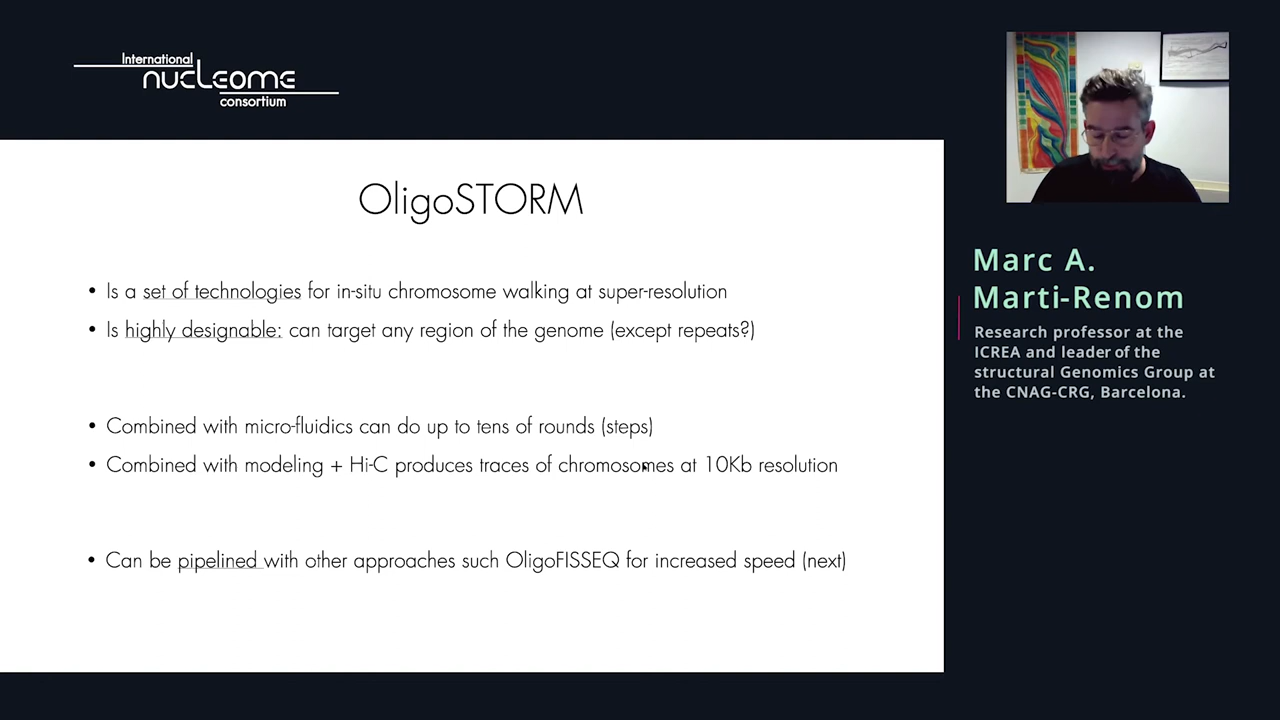 International
nucleome
consortium
OligoSTORM
• Is a set of technologies for in-situ chromosome walking at super-resolution
• Is highly designable: can target any region of the genome (except repeats?)
• Combined with micro-fluidics can do up to tens of rounds (steps)
• Combined with modeling + Hi-C produces traces of chromosomes at 10Kb resolution
• Can be pipelined with other approaches such OligoFISSEQ for increased speed (next)
Marc A.
Marti-Renom
Research professor at the
ICREA and leader of the
structural Genomics Group at
the CNAG-CRG, Barcelona.